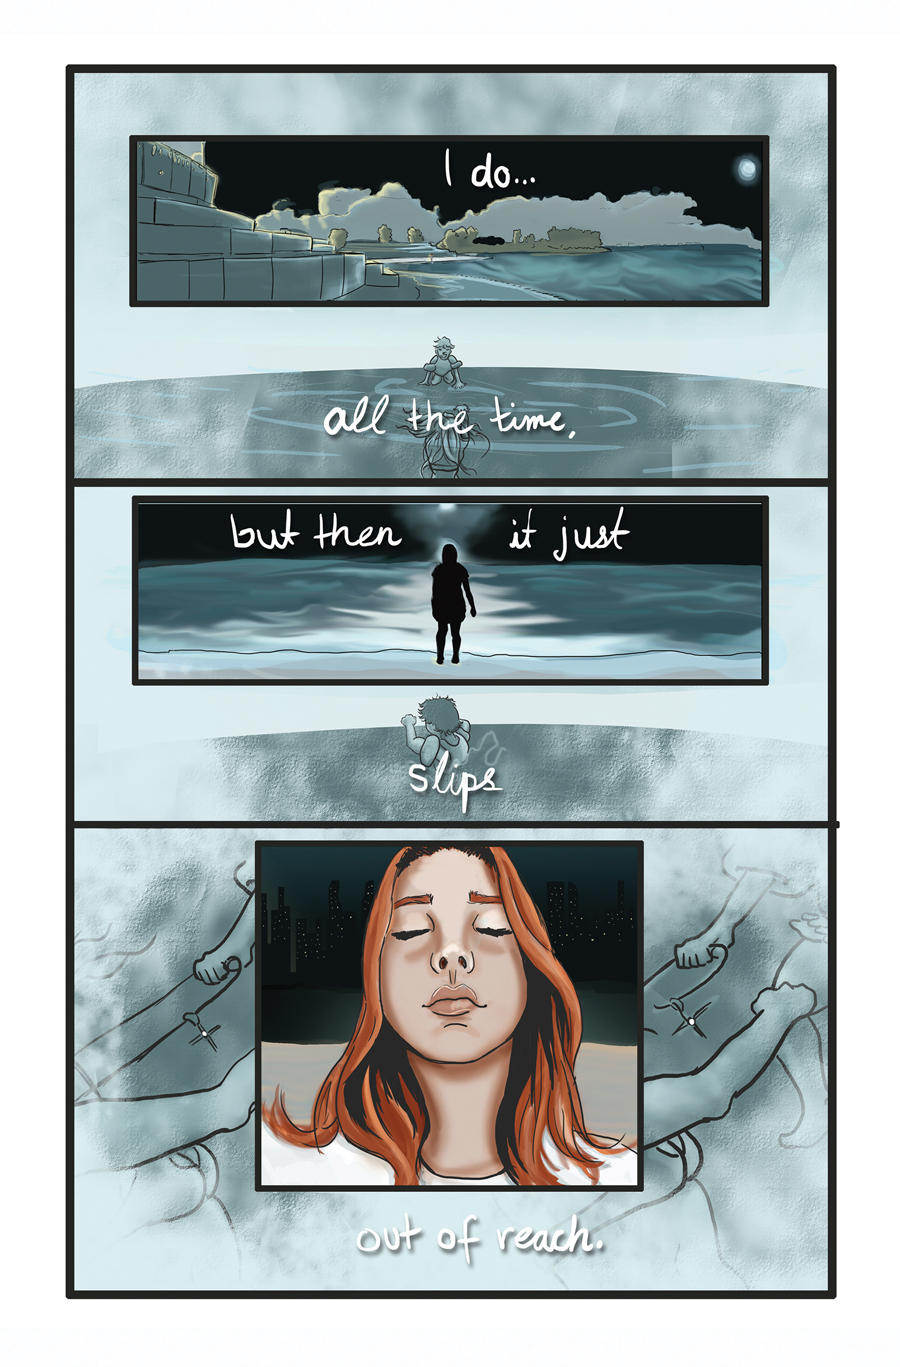 I do...
all the time,
but then it just
slips
out of reach.